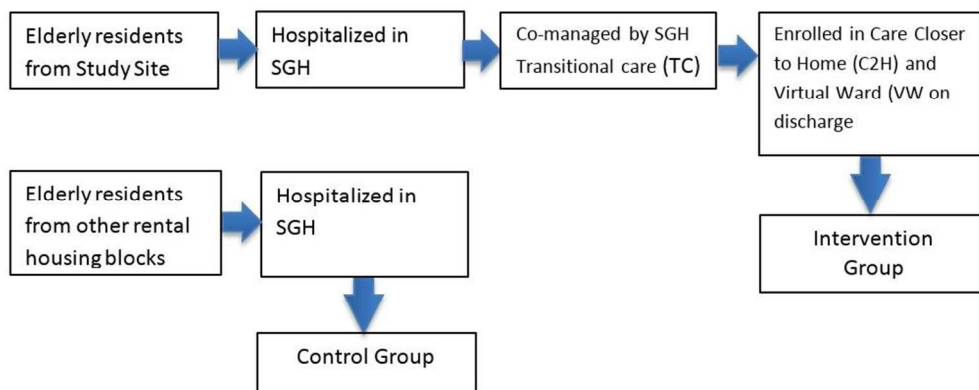 Elderly residents
from Study Site
Hospitalized in
SGH
Co-managed by SGH
Transitional care (TC)
Enrolled in Care Closer
to Home (C2H) and
Virtual Ward (VW on
discharge
Elderly residents
from other rental
housing blocks
Hospitalized in
SGH
Intervention
Group
Control Group